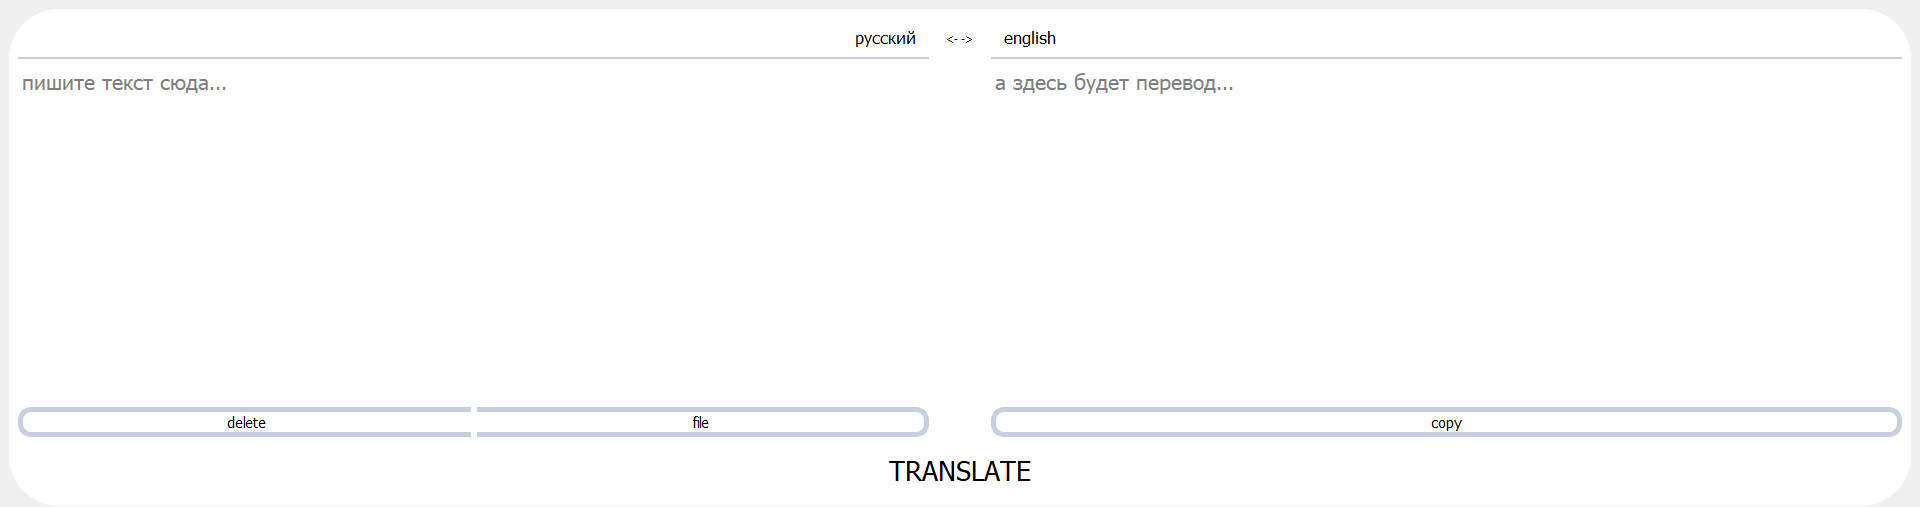 русский <--> english
пишите текст сюда...
а здесь будет перевод...
delete
file
copy
TRANSLATE